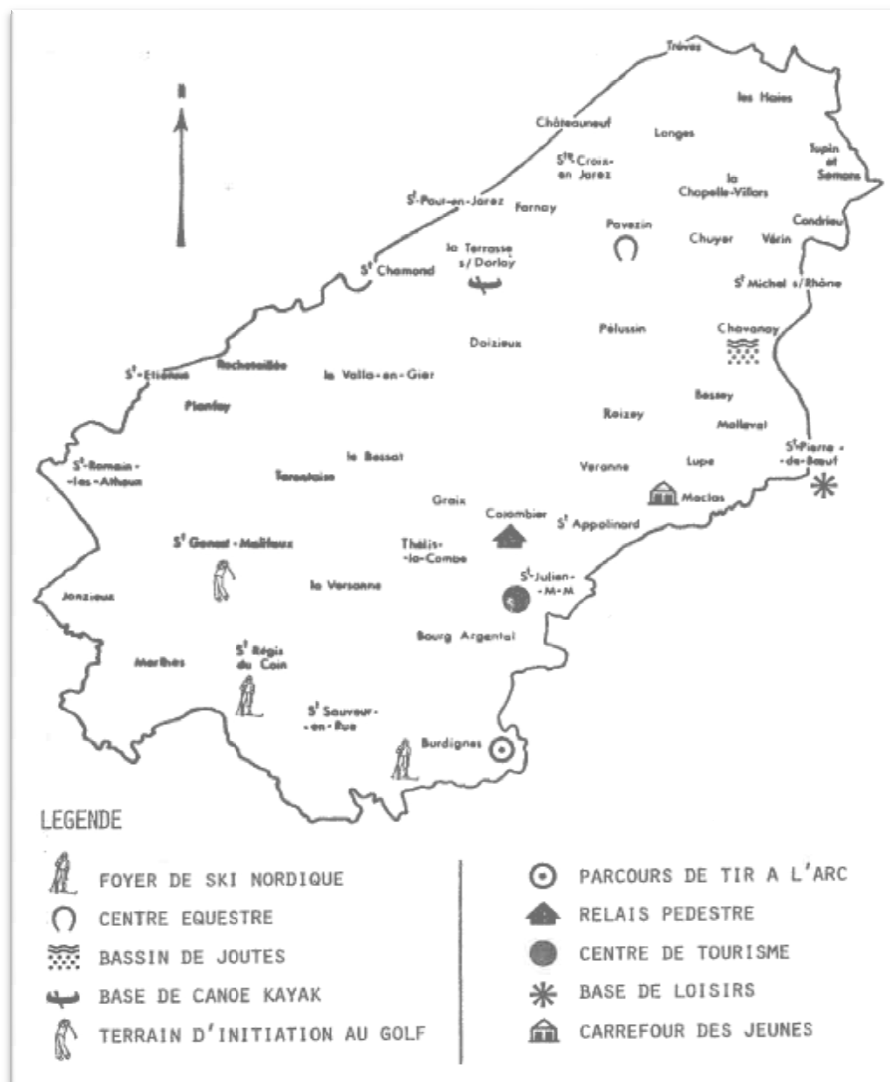 Trèves
les Haies
Châteauneuf
Longes
Tupin
et
Semons
Ste-Croix-
en Jarez
la
Chapelle-Villars
St-Paul-en-Jarez
Farnay
Pavezin
Condrieu
Chuyer
Vérin
la Terrasse
s/Dorlay
St Chamond
St Michel s/Rhône
Doizieux
Pélussin
Chavanay
St-Etienne
Rochetaillée
la Valla-en-Gier
Planfoy
Bessey
Roizey
Malleval
St-Pierre-
-de-Bœuf
St-Romain-
-les-Atheux
le Bessat
Tarentaise
Véranne
Lupé
Maclas
Graix
Colombier
St Appolinard
St Genest-Malifaux
Thélis-
-la-Combe
St-Julien-
-M-M
Jonzieux
la Versanne
Bourg Argental
Marlhes
St Régis
du Coin
St Sauveur-
-en-Rue
Burdignes
LEGENDE
FOYER DE SKI NORDIQUE
CENTRE EQUESTRE
BASSIN DE JOUTES
BASE DE CANOE KAYAK
TERRAIN D'INITIATION AU GOLF
PARCOURS DE TIR A L'ARC
RELAIS PEDESTRE
CENTRE DE TOURISME
BASE DE LOISIRS
CARREFOUR DES JEUNES